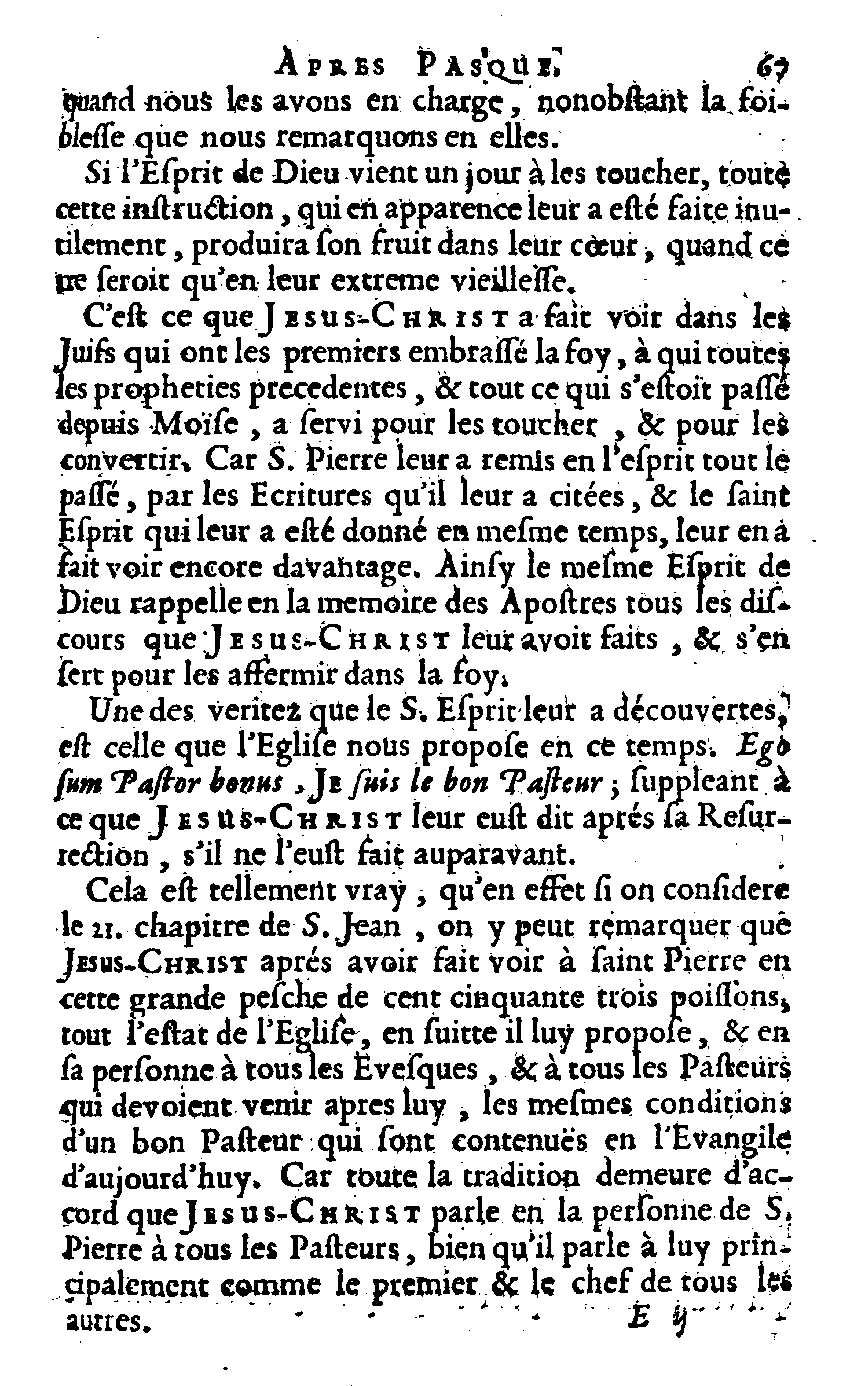 APRES PASQUE. 67
quand nous les avons en charge, nonobſtant la foi-
bleſſe que nous remarquons en elles.
Si l'Eſprit de Dieu vient un jour à les toucher, toute
cette inſtruction, qui en apparence leur a eſté faite inu-
tilement, produira ſon fruit dans leur cœur, quand ce
ne ſeroit qu'en leur extreme vieilleſſe.
C'eſt ce que JESUS-CHRIST a fait voir dans les
Juifs qui ont les premiers embraſſé la foy, à qui toutes
les propheties precedentes, & tout ce qui s'eſtoit paſſé
depuis Moïſe, a ſervi pour les toucher, & pour les
convertir. Car S. Pierre leur a remis en l'eſprit tout le
paſſé, par les Ecritures qu'il leur a citées, & le ſaint
Eſprit qui leur a eſté donné en meſme temps, leur en a
fait voir encore davantage. Ainſy le meſme Eſprit de
Dieu rappelle en la memoire des Apoſtres tous les diſ-
cours que JESUS-CHRIST leur avoit faits, & s'en
ſert pour les affermir dans la foy.
Une des veritez que le S. Eſprit leur a découvertes,
eſt celle que l'Egliſe nous propoſe en ce temps. Ego
ſum Paſtor bonus, JE ſuis le bon Paſteur; ſuppleant à
ce que JESUS-CHRIST leur euſt dit aprés ſa Reſur-
rection, s'il ne l'euſt fait auparavant.
Cela eſt tellement vray, qu'en effet ſi on conſidere
le 21. chapitre de S. Jean, on y peut remarquer que
JESUS-CHRIST aprés avoir fait voir à ſaint Pierre en
cette grande peſche de cent cinquante trois poiſſons,
tout l'eſtat de l'Egliſe, en ſuitte il luy propoſe, & en
ſa perſonne à tous les Eveſques, & à tous les Paſteurs
qui devoient venir apres luy, les meſmes conditions
d'un bon Paſteur qui ſont contenuës en l'Evangile
d'aujourd'huy. Car toute la tradition demeure d'ac-
cord que JESUS-CHRIST parle en la perſonne de S.
Pierre à tous les Paſteurs, bien qu'il parle à luy prin-
cipalement comme le premier & le chef de tous les
autres. E ij